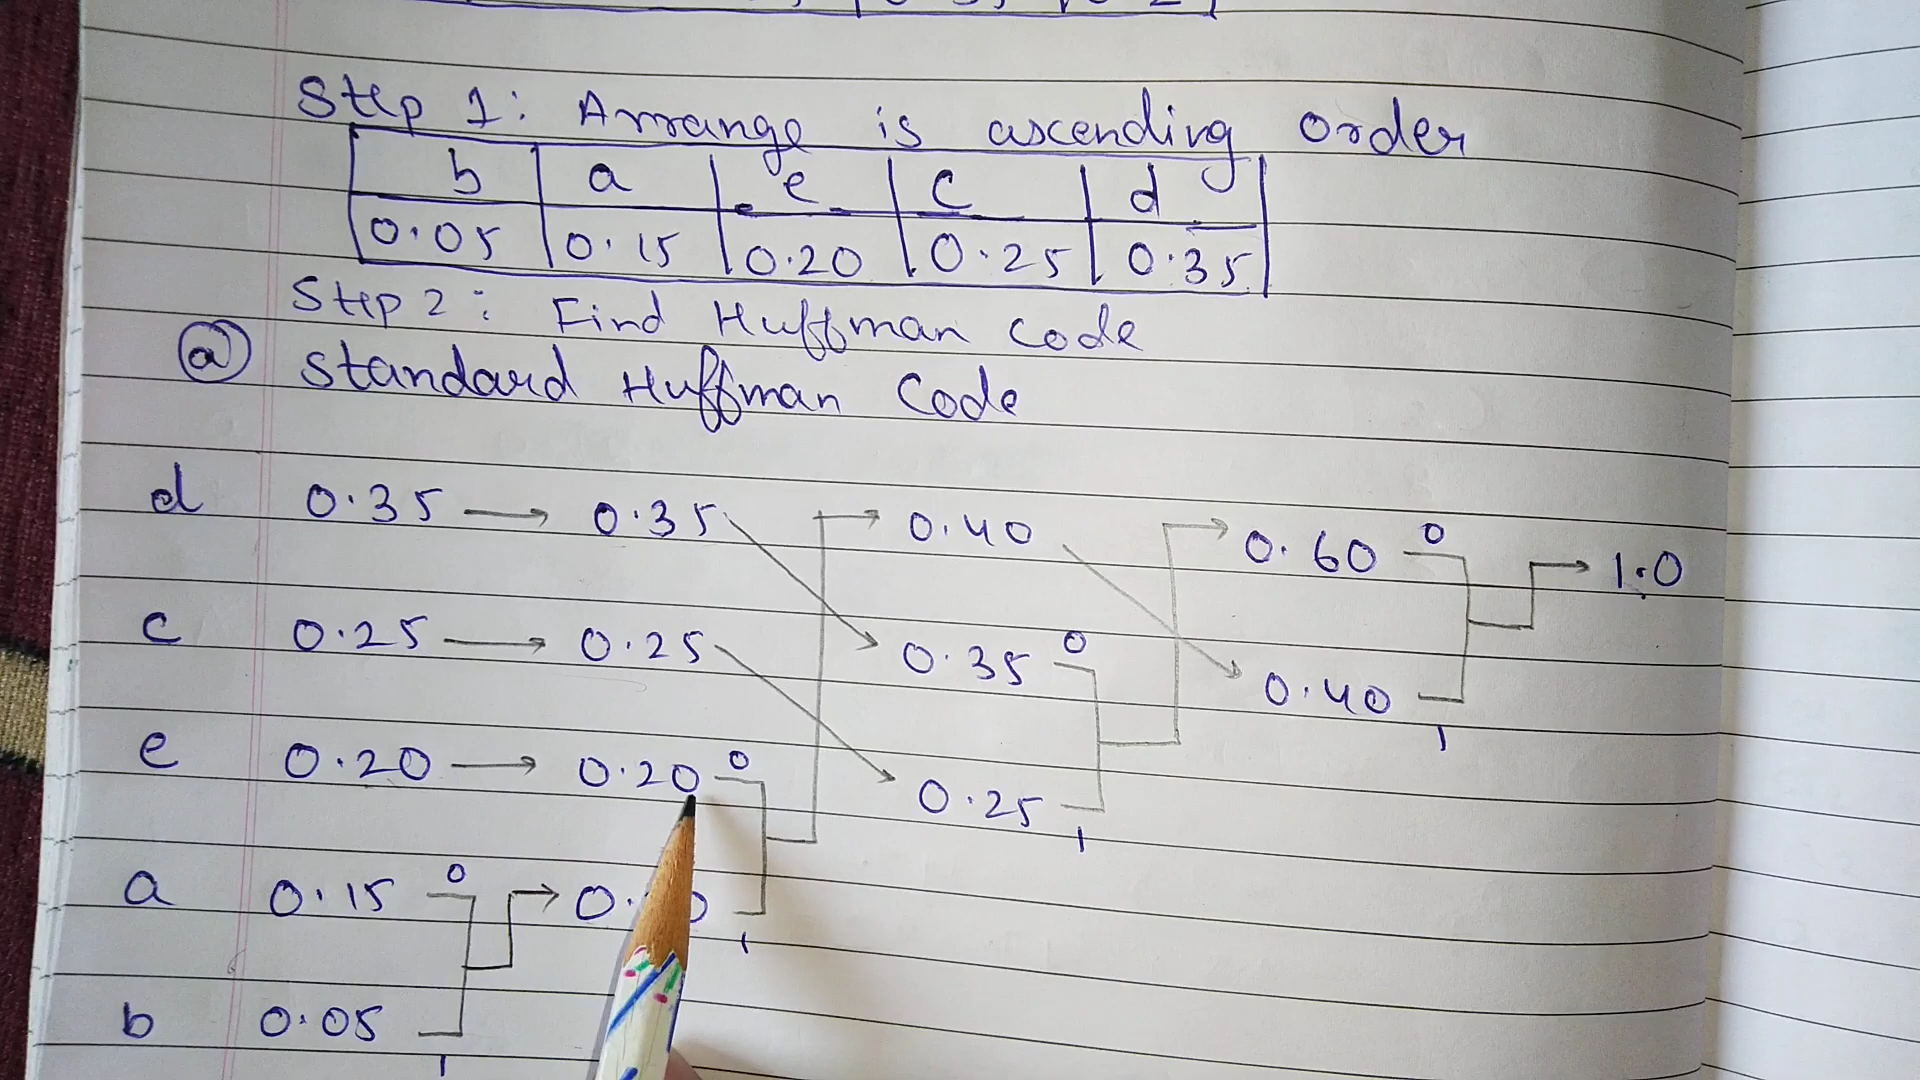 Step 1: Arrange is ascending order
b a e c d
0.05 0.15 0.20 0.25 0.35
Step 2: Find Huffman Code
(a) Standard Huffman Code
d 0.35 → 0.35 → 0.40 → 0.60 0 → 1.0
c 0.25 → 0.25 → 0.35 0 → 0.40 1
e 0.20 → 0.20 0 → 0.25 1
a 0.15 0 → 1
b 0.05 1